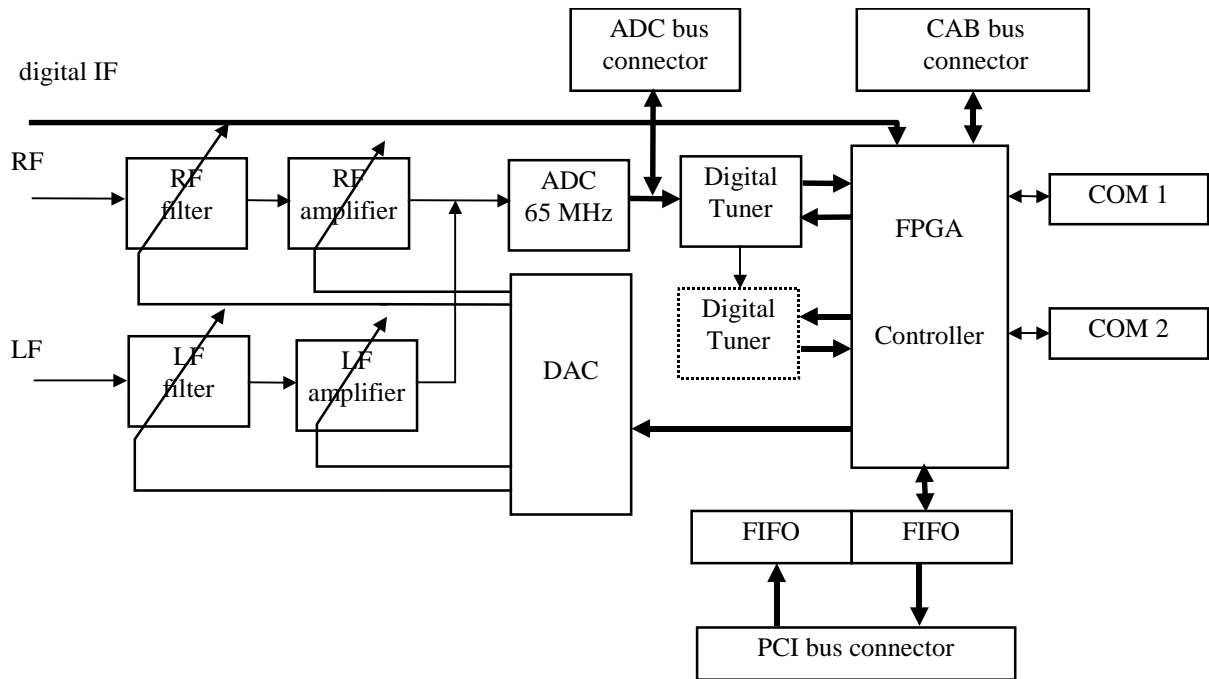 ADC bus
connector
CAB bus
connector
digital IF
RF
RF
filter
RF
amplifier
ADC
65 MHz
Digital
Tuner
FPGA
Controller
COM 1
COM 2
Digital
Tuner
LF
LF
filter
LF
amplifier
DAC
FIFO
FIFO
PCI bus connector